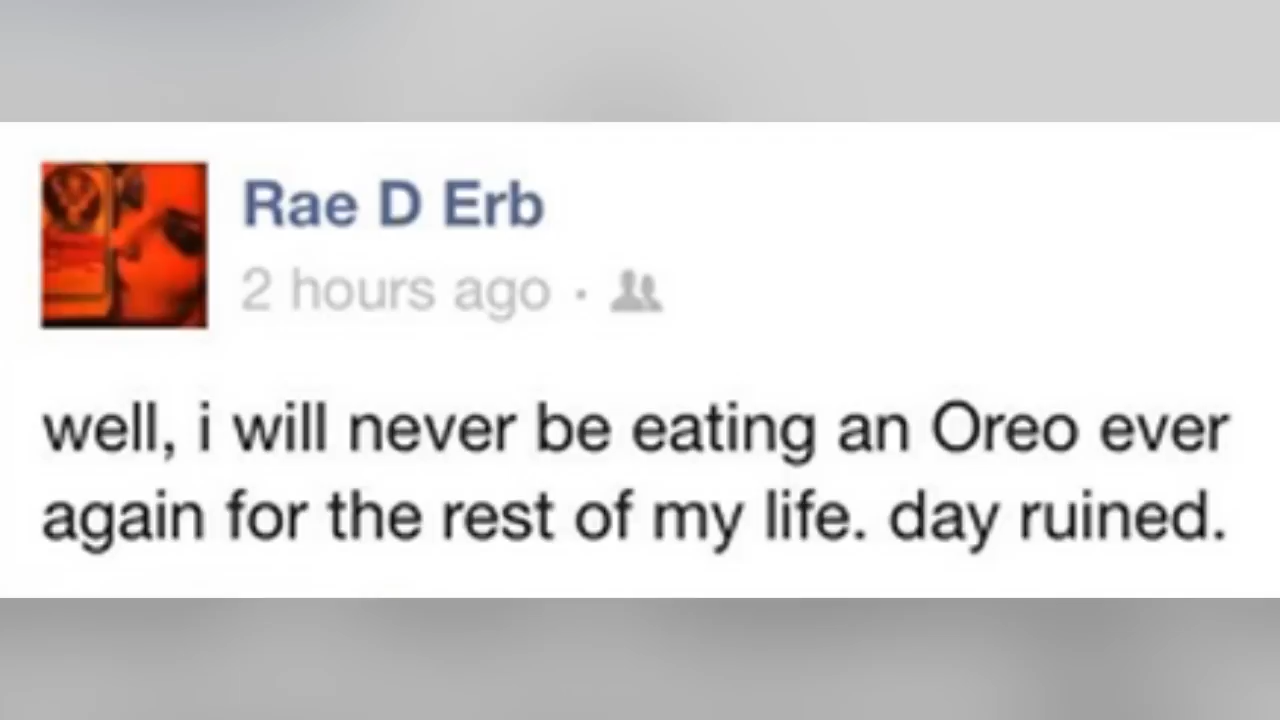 Rae D Erb
2 hours ago ·
well, i will never be eating an Oreo ever
again for the rest of my life. day ruined.